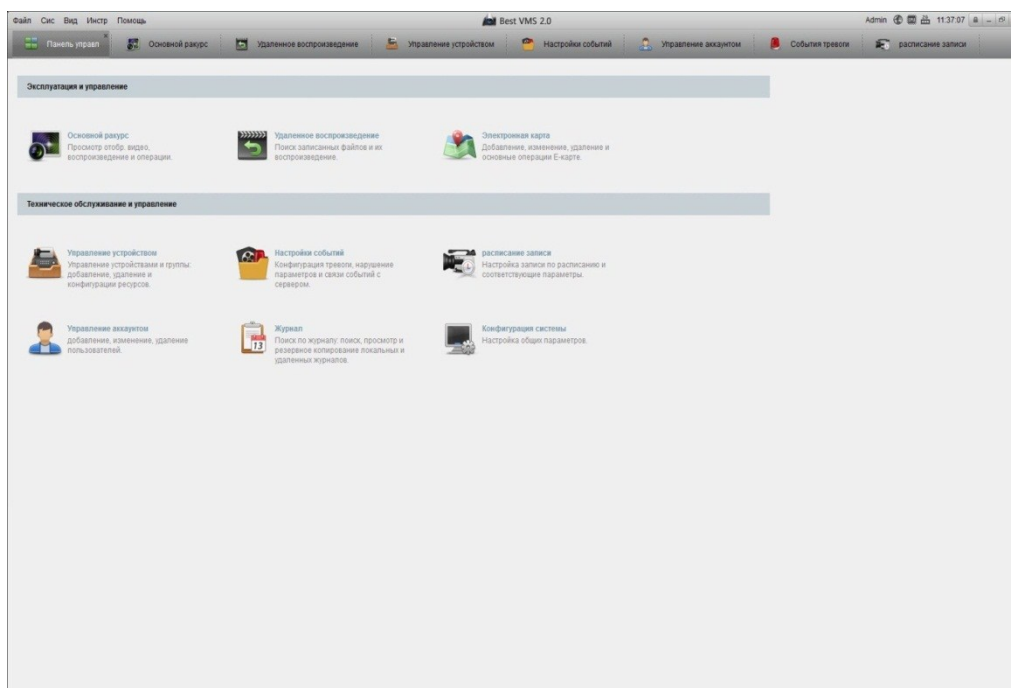 Файл Сис Вид Инстр Помощь Best VMS 2.0 Admin 11:37:07
Панель управл Основной ракурс Удаленное воспроизведение Управление устройством Настройки событий Управление аккаунтом События тревоги расписание записи
Эксплуатация и управление
Основной ракурс
Просмотр отобр. видео,
воспроизведение и операции.
Удаленное воспроизведение
Поиск записанных файлов и их
воспроизведение.
Электронная карта
Добавление, изменение, удаление и
основные операции Е-карте.
Техническое обслуживание и управление
Управление устройством
Управление устройствами и группы:
добавление, удаление и
конфигурации ресурсов.
Настройки событий
Конфигурация тревоги, нарушение
параметров и связи событий с
сервером.
расписание записи
Настройка записи по расписанию и
соответствующие параметры.
Управление аккаунтом
добавление, изменение, удаление
пользователей.
Журнал
Поиск по журналу: поиск, просмотр и
резервное копирование локальных и
удаленных журналов.
Конфигурация системы
Настройка общих параметров.
13